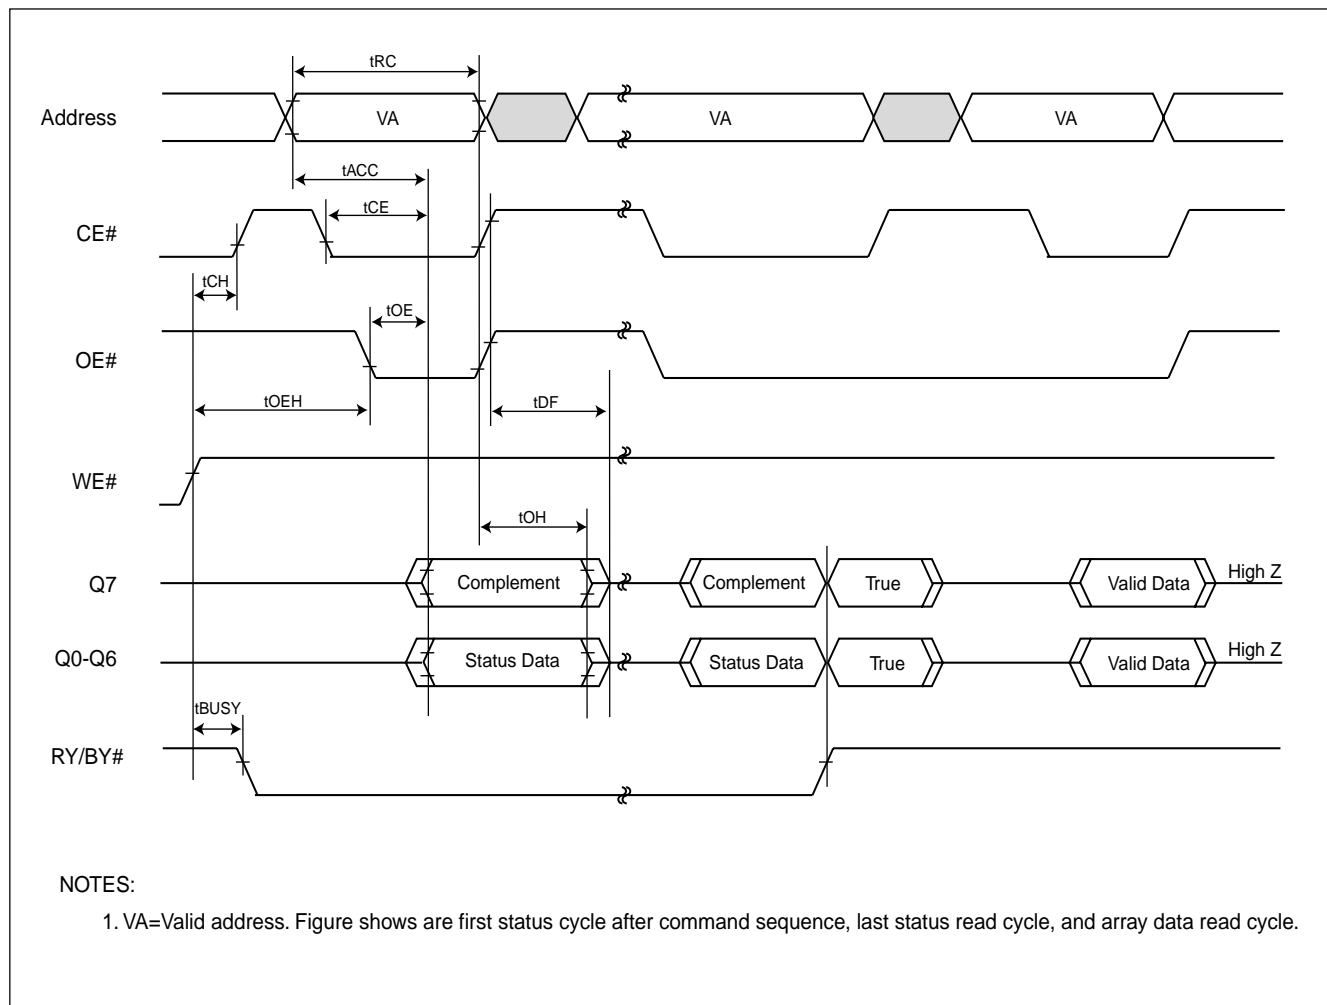 tRC
Address VA VA VA
tACC
tCE
CE#
tCH
tOE
OE#
tOEH tDF
WE#
tOH
Q7 Complement Complement True Valid Data High Z
Q0-Q6 Status Data Status Data True Valid Data High Z
tBUSY
RY/BY#
NOTES:
1. VA=Valid address. Figure shows are first status cycle after command sequence, last status read cycle, and array data read cycle.